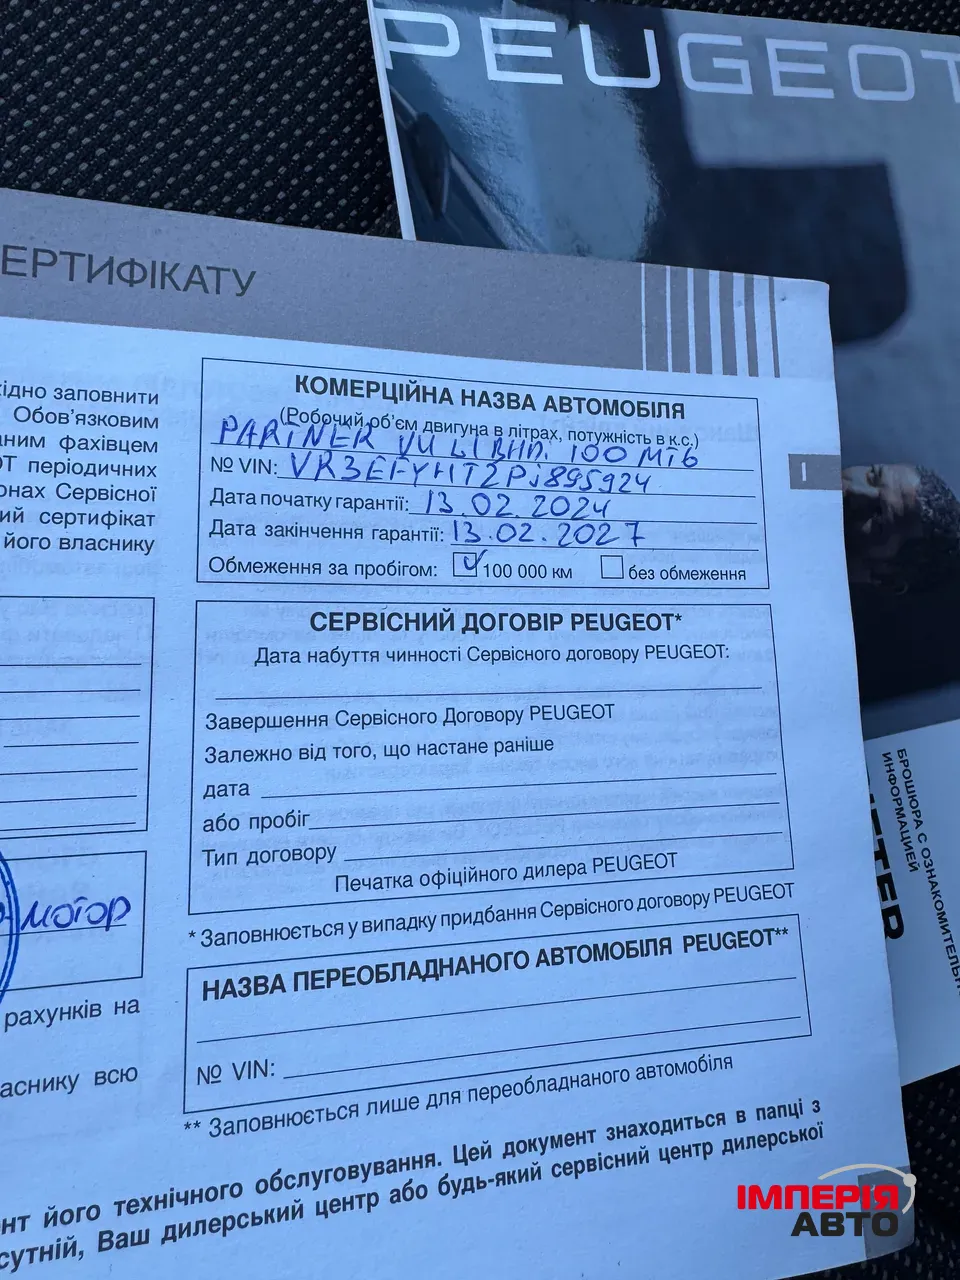 PEUGEOT
ЕРТИФІКАТУ
хідно заповнити
Обов'язковим
аним фахівцем
ОТ періодичних
онах Сервісної
ий сертифікат
його власнику
МОТОР
рахунків на
аснику всю
КОМЕРЦІЙНА НАЗВА АВТОМОБІЛЯ
(Робочий об'єм двигуна в літрах, потужність в к.с.)
PARTNER VU L1 BHDI 100 МТ6
№ VIN: VR3EFYHT2PJ895924
Дата початку гарантії: 13.02.2024
Дата закінчення гарантії: 13.02.2027
Обмеження за пробігом: 100 000 км без обмеження
I
СЕРВІСНИЙ ДОГОВІР PEUGEOT*
Дата набуття чинності Сервісного договору PEUGEOT:
Завершення Сервісного Договору PEUGEOT
Залежно від того, що настане раніше
дата
або пробіг
Тип договору
Печатка офіційного дилера PEUGEOT
* Заповнюється у випадку придбання Сервісного договору PEUGEOT
НАЗВА ПЕРЕОБЛАДНАНОГО АВТОМОБІЛЯ PEUGEOT**
№ VIN:
** Заповнюється лише для переобладнаного автомобіля
онт його технічного обслуговування. Цей документ знаходиться в папці з
сутній, Ваш дилерський центр або будь-який сервісний центр дилерської
БРОШЮРА С ОЗНАКОМИТЕЛЬН
ИНФОРМАЦИЕЙ
ІМПЕРІЯ
АВТО